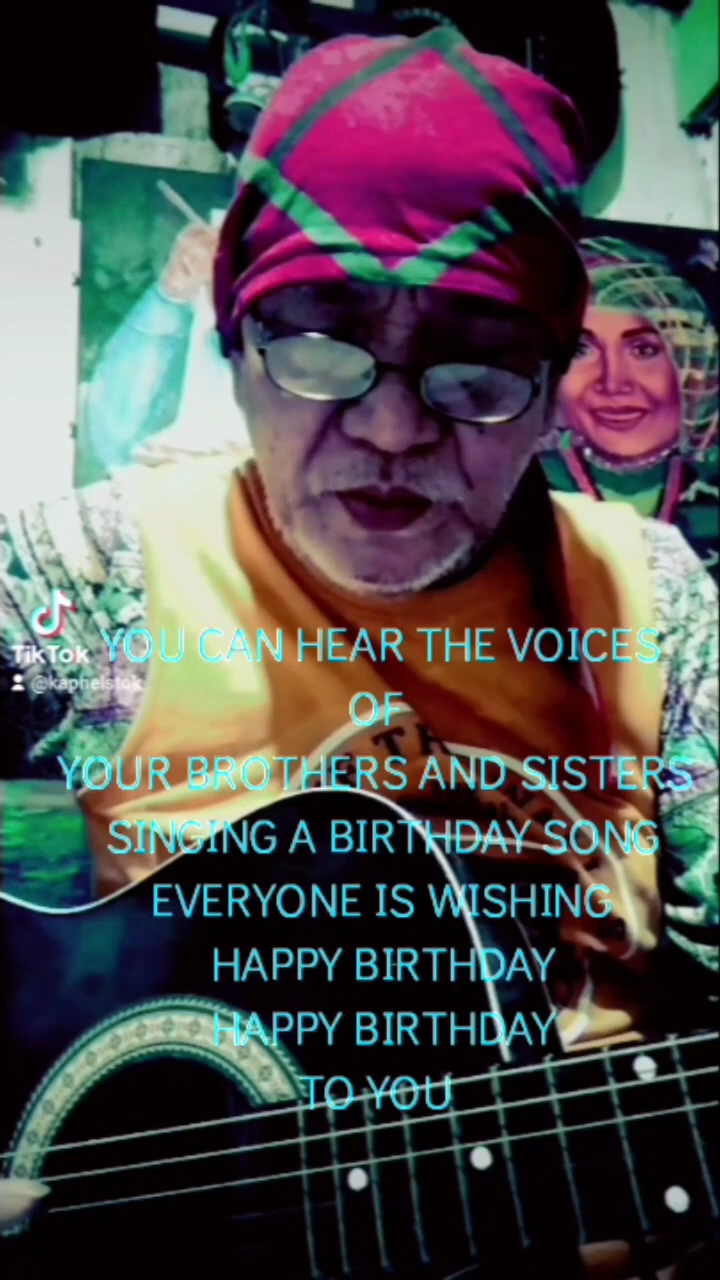 TikTok
@kaphelstok
YOU CAN HEAR THE VOICES
OF
YOUR BROTHERS AND SISTERS
SINGING A BIRTHDAY SONG
EVERYONE IS WISHING
HAPPY BIRTHDAY
HAPPY BIRTHDAY
TO YOU